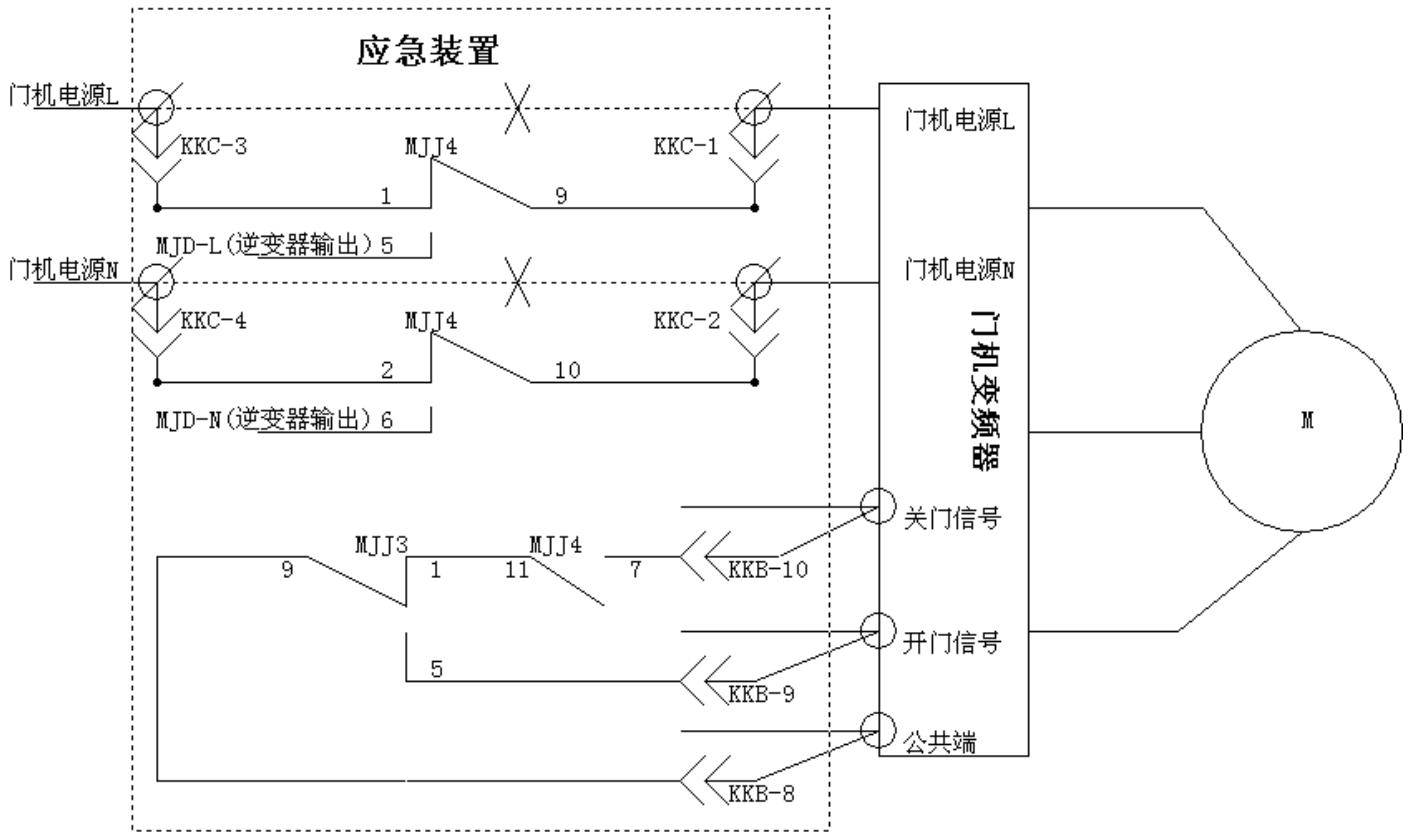 应急装置
门机电源L
KKC-3
MJJ4
KKC-1
门机电源L
1
9
MJD-L(逆变器输出)5
门机电源N
门机电源N
KKC-4
MJJ4
KKC-2
2
10
MJD-N(逆变器输出)6
门机变频器
M
关门信号
MJJ3
MJJ4
9
1
11
7
KKB-10
开门信号
5
KKB-9
公共端
KKB-8